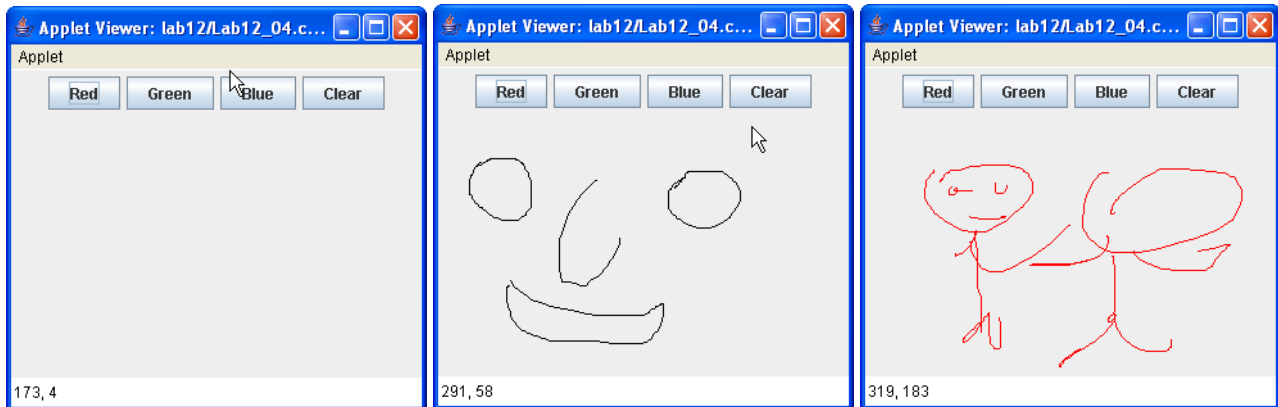 Applet Viewer: lab12/Lab12_04.c...
Applet
Red Green Blue Clear
173, 4
Applet Viewer: lab12/Lab12_04.c...
Applet
Red Green Blue Clear
291, 58
Applet Viewer: lab12/Lab12_04.c...
Applet
Red Green Blue Clear
319, 183